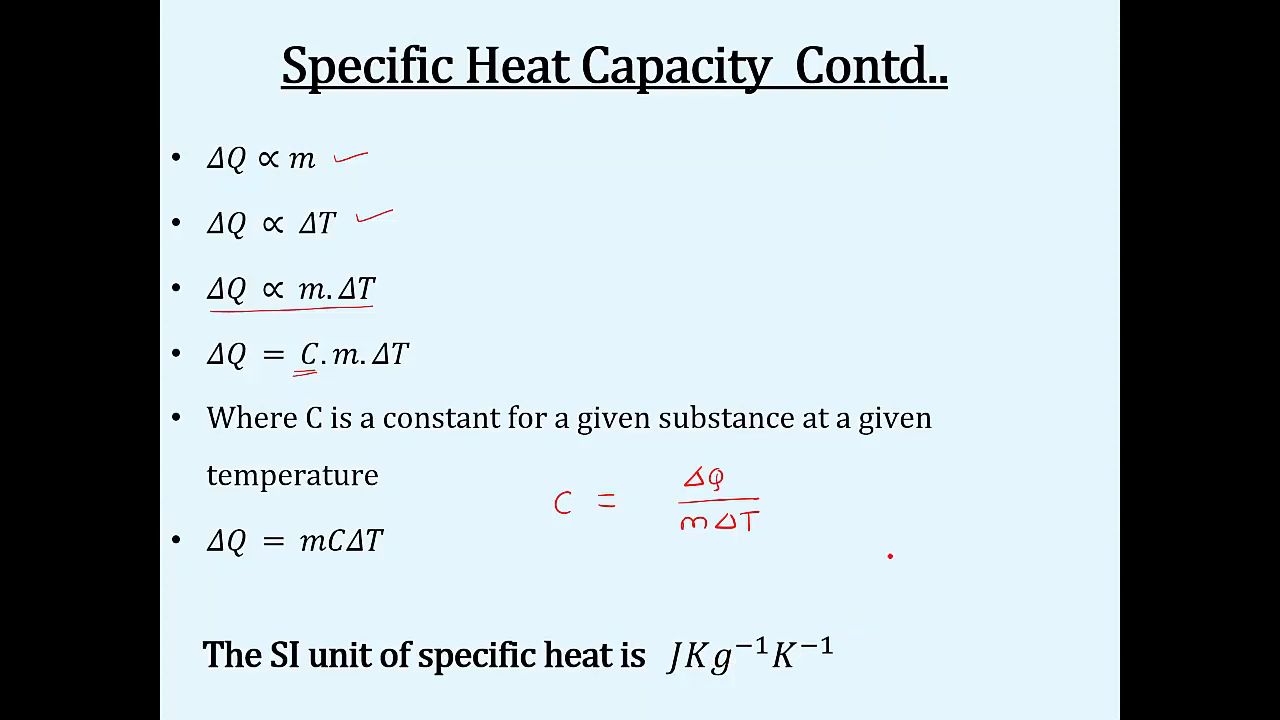 Specific Heat Capacity Contd..
• ΔQ ∝ m
• ΔQ ∝ ΔT
• ΔQ ∝ m. ΔT
• ΔQ = C. m. ΔT
• Where C is a constant for a given substance at a given
temperature
C = ΔQ / mΔT
• ΔQ = mCΔT
The SI unit of specific heat is JKg⁻¹K⁻¹